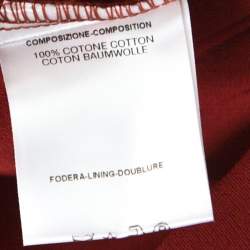 COMPOSIZIONE-COMPOSITION
100% COTONE COTTON
COTON BAUMWOLLE
FODERA-LINING-DOUBLURE